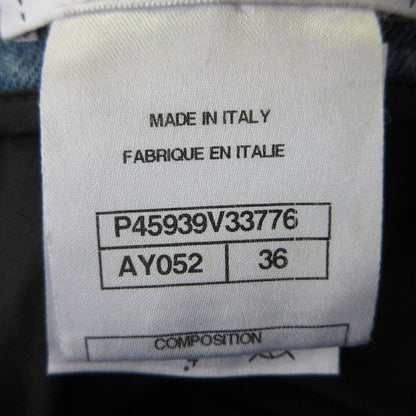 MADE IN ITALY
FABRIQUE EN ITALIE
P45939V33776
AY052 36
COMPOSITION